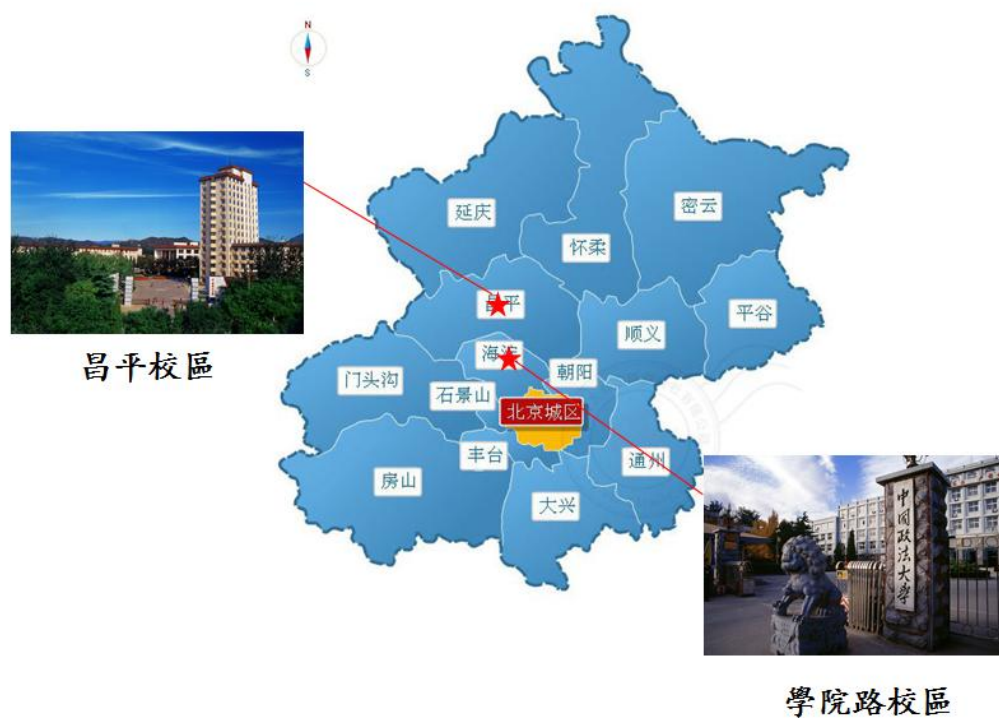 N
S
延庆
密云
怀柔
昌平
平谷
顺义
海淀
朝阳
门头沟
石景山
北京城区
丰台
通州
房山
大兴
昌平校區
中國政法大學
學院路校區